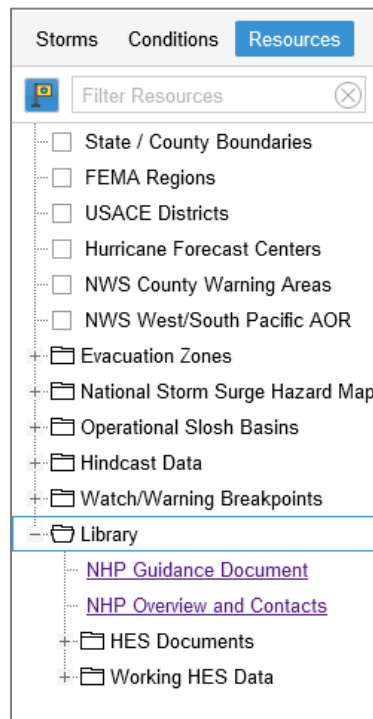 Storms Conditions Resources
Filter Resources
State / County Boundaries
FEMA Regions
USACE Districts
Hurricane Forecast Centers
NWS County Warning Areas
NWS West/South Pacific AOR
Evacuation Zones
National Storm Surge Hazard Map
Operational Slosh Basins
Hindcast Data
Watch/Warning Breakpoints
Library
NHP Guidance Document
NHP Overview and Contacts
HES Documents
Working HES Data